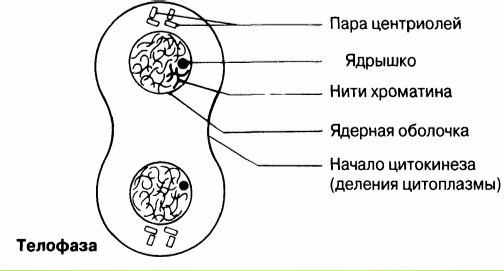 Пара центриолей
Ядрышко
Нити хроматина
Ядерная оболочка
Начало цитокинеза
(деления цитоплазмы)
Телофаза